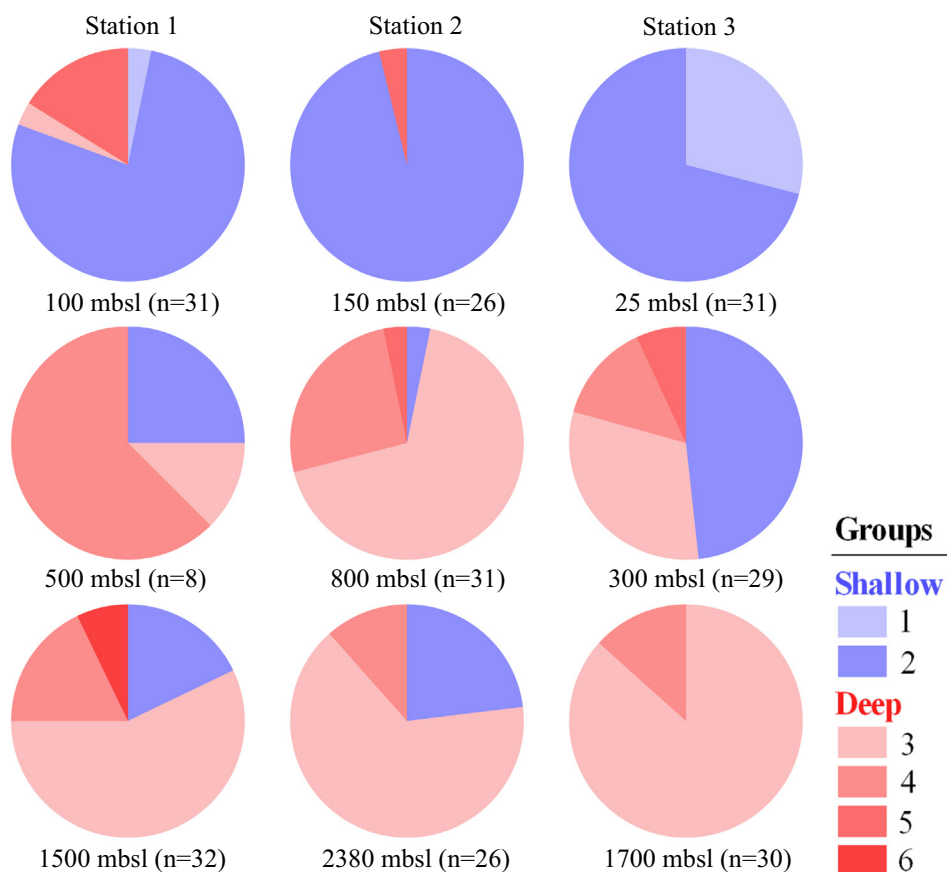 Station 1 Station 2 Station 3
100 mbsl (n=31) 150 mbsl (n=26) 25 mbsl (n=31)
500 mbsl (n=8) 800 mbsl (n=31) 300 mbsl (n=29)
1500 mbsl (n=32) 2380 mbsl (n=26) 1700 mbsl (n=30)
Groups
Shallow
1
2
Deep
3
4
5
6